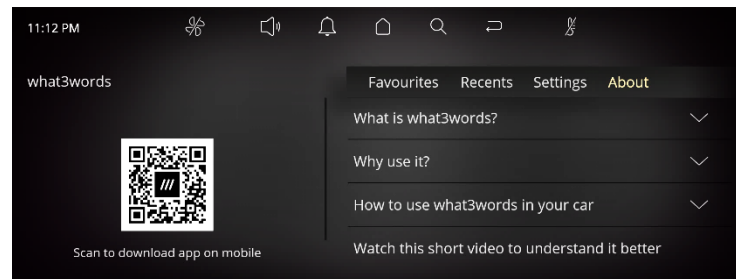 11:12 PM
what3words
Favourites Recents Settings About
What is what3words?
Why use it?
How to use what3words in your car
Watch this short video to understand it better
Scan to download app on mobile